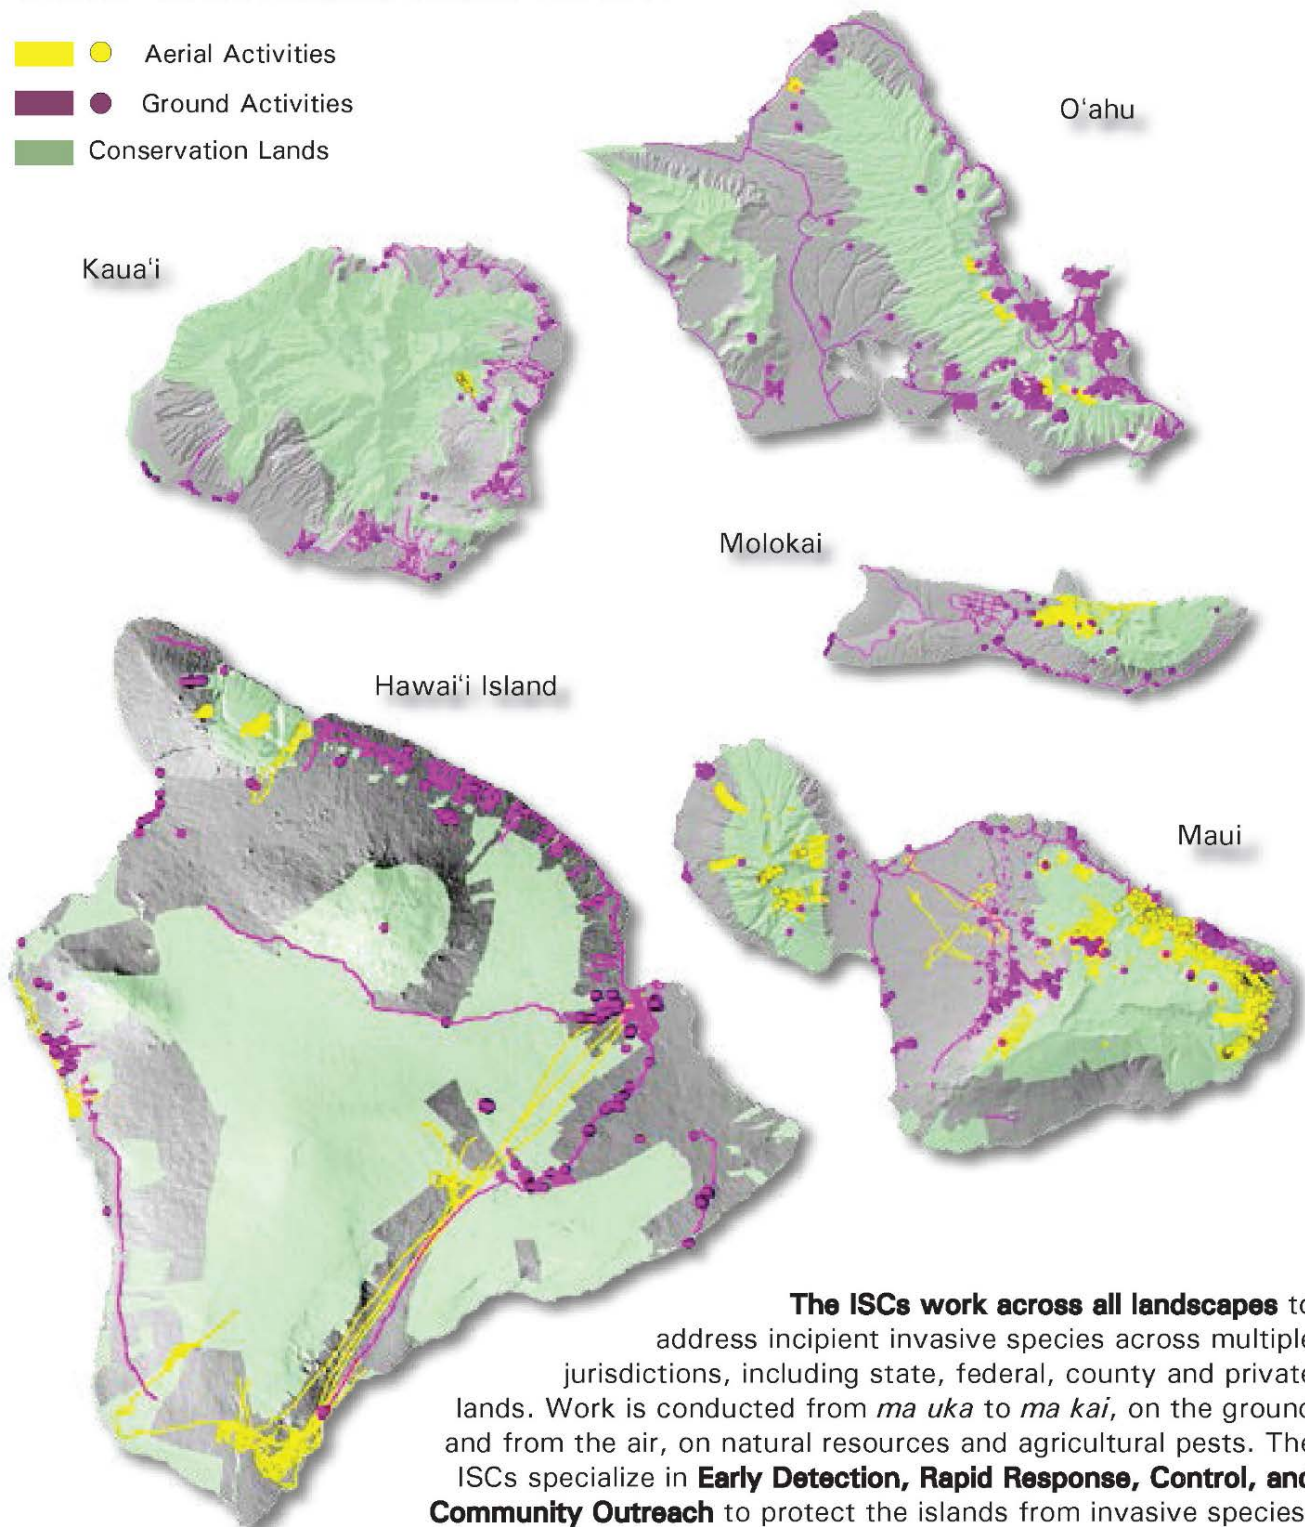 Aerial Activities
Ground Activities
Conservation Lands
Oʻahu
Kauaʻi
Molokai
Hawaiʻi Island
Maui
The ISCs work across all landscapes to
address incipient invasive species across multiple
jurisdictions, including state, federal, county and private
lands. Work is conducted from ma uka to ma kai, on the ground
and from the air, on natural resources and agricultural pests. The
ISCs specialize in Early Detection, Rapid Response, Control, and
Community Outreach to protect the islands from invasive species